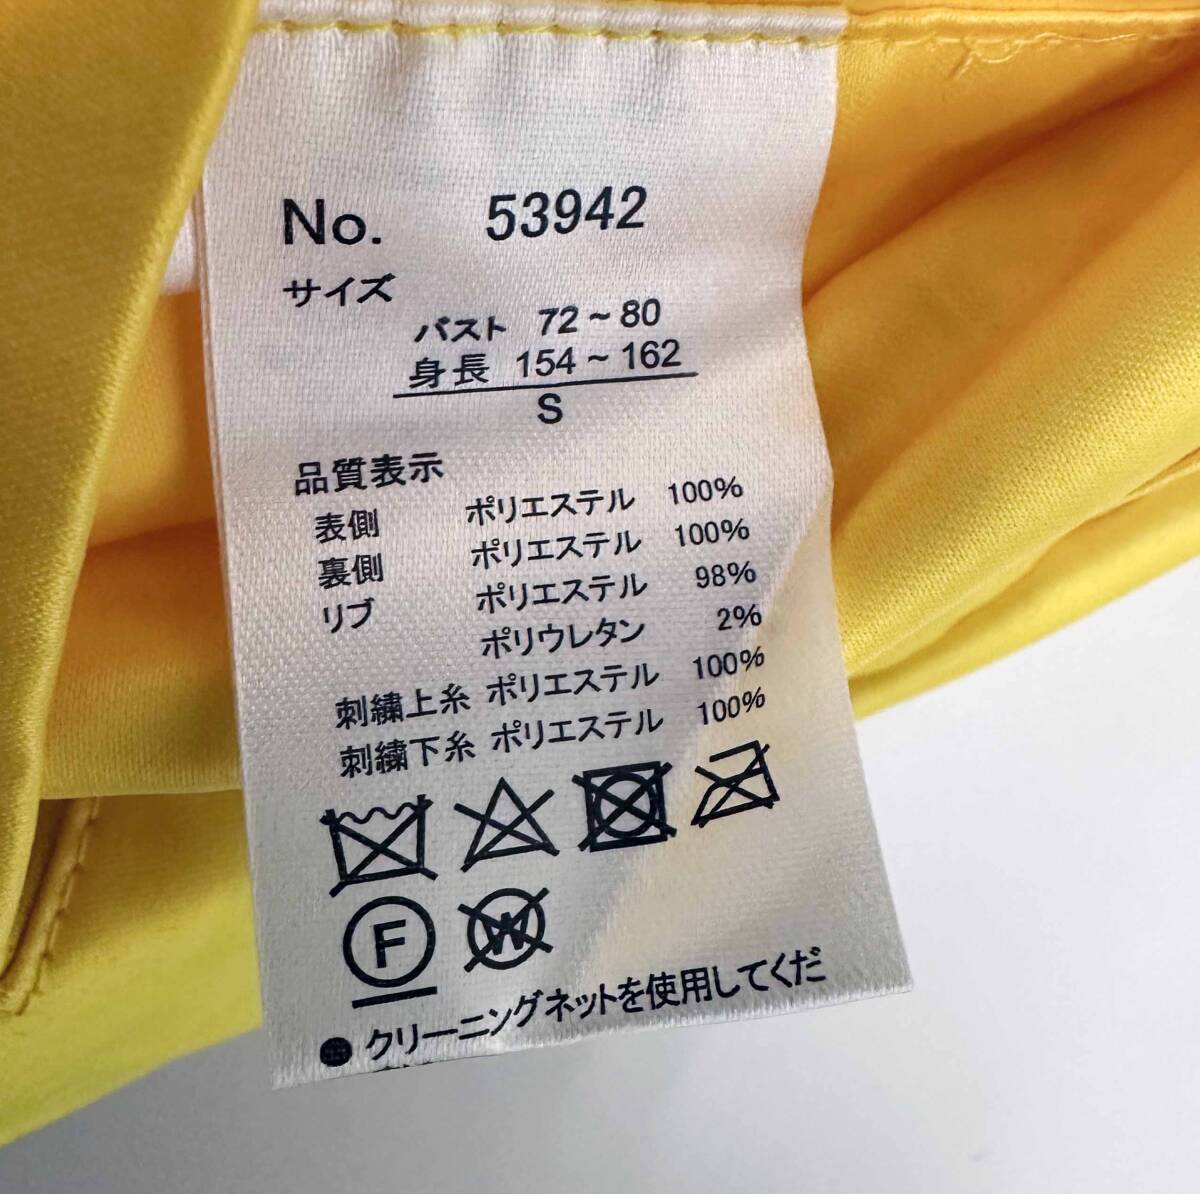 No. 53942
サイズ
バスト 72～80
身長 154～162
S
品質表示
表側 ポリエステル 100%
裏側 ポリエステル 100%
リブ ポリエステル 98%
ポリウレタン 2%
刺繍上糸 ポリエステル 100%
刺繍下糸 ポリエステル 100%
F W
●クリーニングネットを使用してくだ